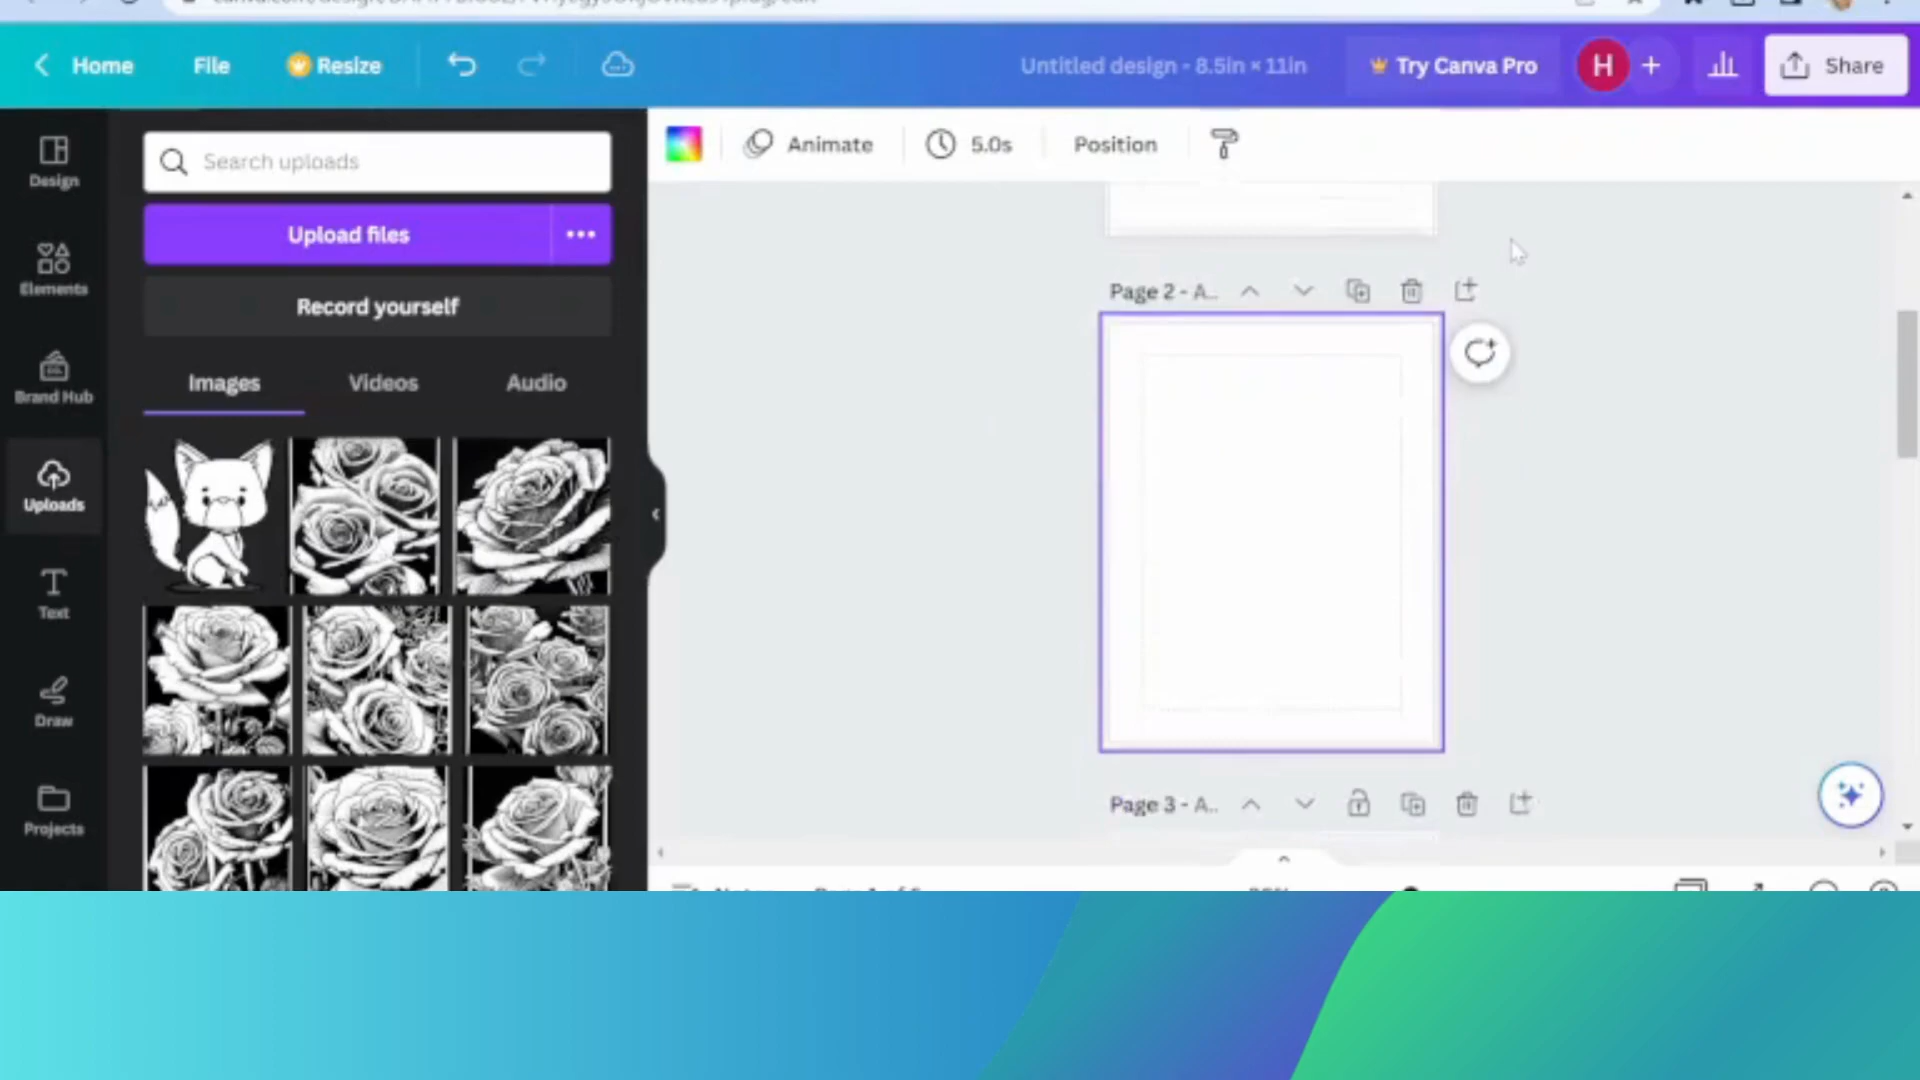 Home
File
Resize
Untitled design - 8.5in × 11in
Try Canva Pro
H
Share
Design
Search uploads
Animate
5.0s
Position
Upload files
Elements
Record yourself
Page 2 - A...
Brand Hub
Images
Videos
Audio
Uploads
Text
Draw
Projects
Page 3 - A...